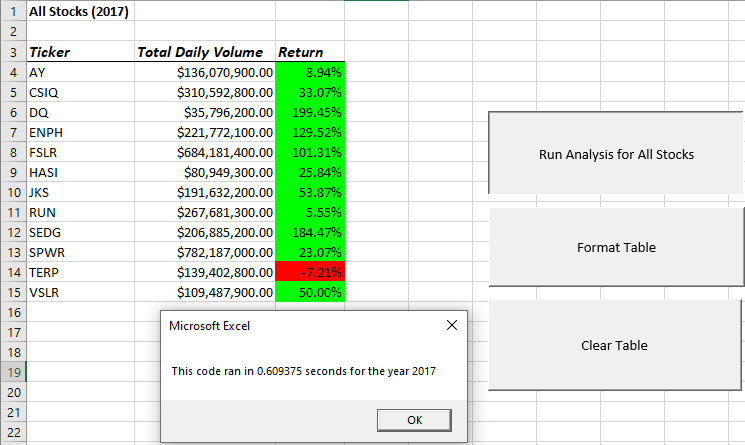 1 All Stocks (2017)
2
3 Ticker Total Daily Volume Return
4 AY $136,070,900.00 8.94%
5 CSIQ $310,592,800.00 33.07%
6 DQ $35,796,200.00 199.45%
7 ENPH $221,772,100.00 129.52%
8 FSLR $684,181,400.00 101.31%
9 HASI $80,949,300.00 25.84%
10 JKS $191,632,200.00 53.87%
11 RUN $267,681,300.00 5.55%
12 SEDG $206,885,200.00 184.47%
13 SPWR $782,187,000.00 23.07%
14 TERP $139,402,800.00 -7.21%
15 VSLR $109,487,900.00 50.00%
16
17
18
19
20
21
22
Run Analysis for All Stocks
Format Table
Clear Table
Microsoft Excel
This code ran in 0.609375 seconds for the year 2017
OK